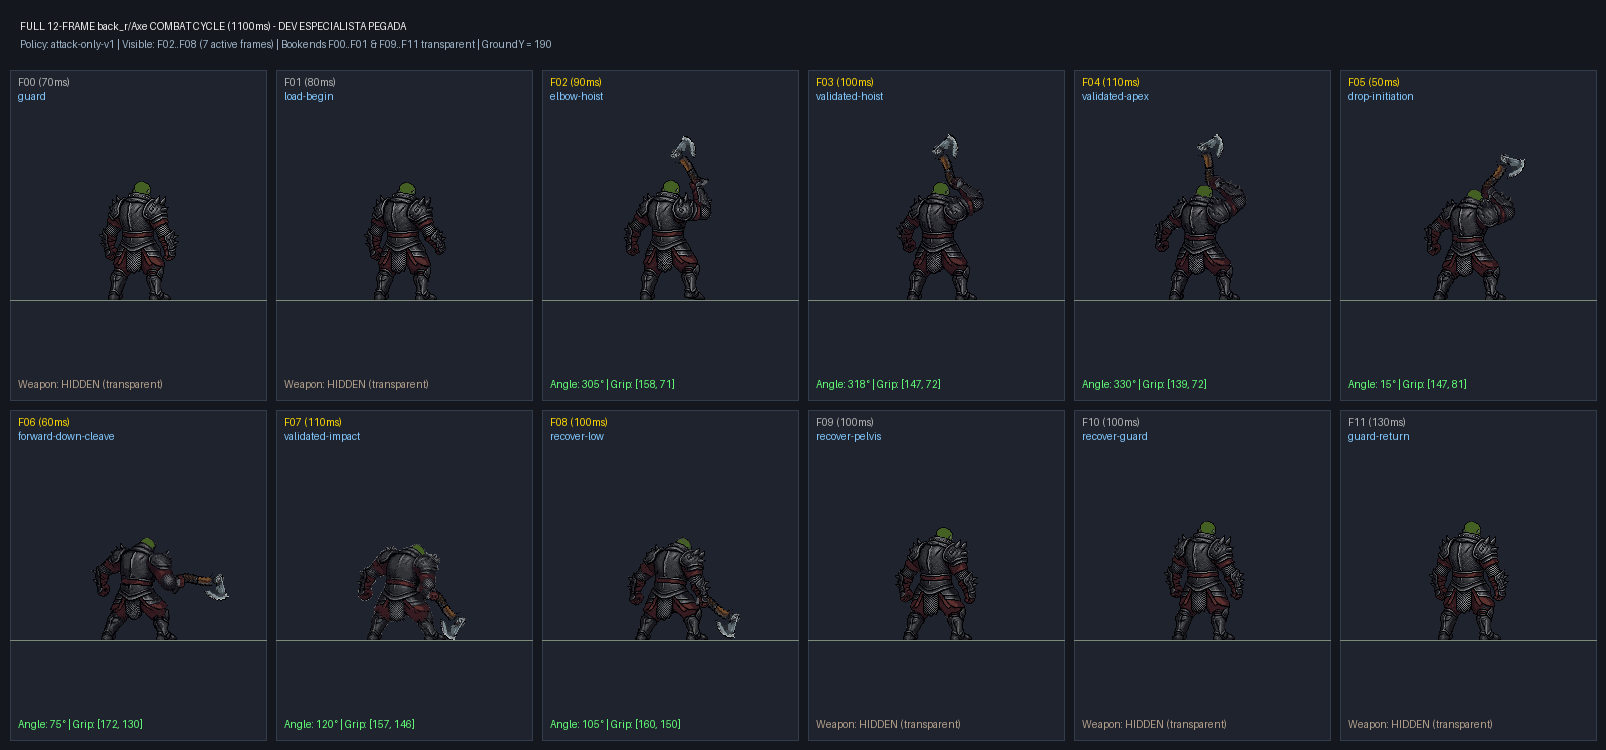 FULL 12-FRAME back_r/Axe COMBAT CYCLE (1100ms) - DEV ESPECIALISTA PEGADA
Policy: attack-only-v1 | Visible: F02..F08 (7 active frames) | Bookends F00..F01 & F09..F11 transparent | GroundY = 190
F00 (70ms)
guard
Weapon: HIDDEN (transparent)
F01 (80ms)
load-begin
Weapon: HIDDEN (transparent)
F02 (90ms)
elbow-hoist
Angle: 305° | Grip: [158, 71]
F03 (100ms)
validated-hoist
Angle: 318° | Grip: [147, 72]
F04 (110ms)
validated-apex
Angle: 330° | Grip: [139, 72]
F05 (50ms)
drop-initiation
Angle: 15° | Grip: [147, 81]
F06 (60ms)
forward-down-cleave
Angle: 75° | Grip: [172, 130]
F07 (110ms)
validated-impact
Angle: 120° | Grip: [157, 146]
F08 (100ms)
recover-low
Angle: 105° | Grip: [160, 150]
F09 (100ms)
recover-pelvis
Weapon: HIDDEN (transparent)
F10 (100ms)
recover-guard
Weapon: HIDDEN (transparent)
F11 (130ms)
guard-return
Weapon: HIDDEN (transparent)